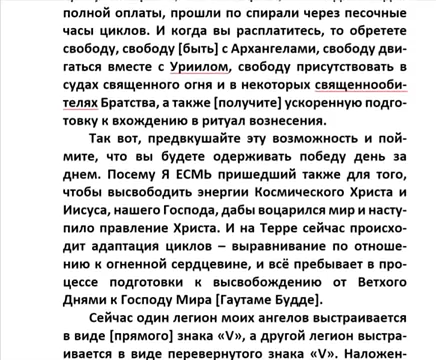 полной оплаты, прошли по спирали через песочные
часы циклов. И когда вы расплатитесь, то обретете
свободу, свободу [быть] с Архангелами, свободу дви-
гаться вместе с Уриилом, свободу присутствовать в
судах священного огня и в некоторых священнооби-
телях Братства, а также [получите] ускоренную подго-
товку к вхождению в ритуал вознесения.
Так вот, предвкушайте эту возможность и пой-
мите, что вы будете одерживать победу день за
днем. Посему Я ЕСМЬ пришедший также для того,
чтобы высвободить энергии Космического Христа и
Иисуса, нашего Господа, дабы воцарился мир и насту-
пило правление Христа. И на Терре сейчас происхо-
дит адаптация циклов – выравнивание по отноше-
нию к огненной сердцевине, и всё пребывает в про-
цессе подготовки к высвобождению от Ветхого
Днями к Господу Мира [Гаутаме Будде].
Сейчас один легион моих ангелов выстраивается
в виде [прямого] знака «V», а другой легион выстра-
ивается в виде перевернутого знака «V». Наложен-